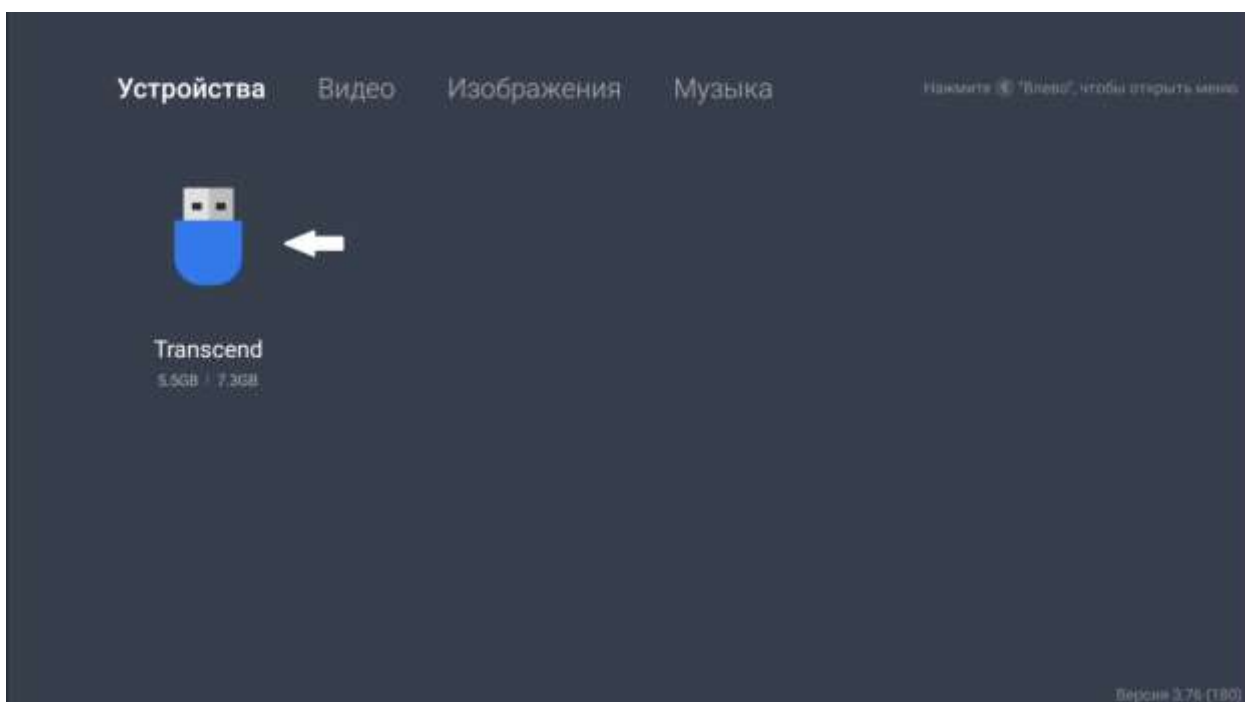 Устройства Видео Изображения Музыка Нажмите "Влево", чтобы открыть меню
Transcend
5.5GB / 7.3GB
Версия 3.76 (180)